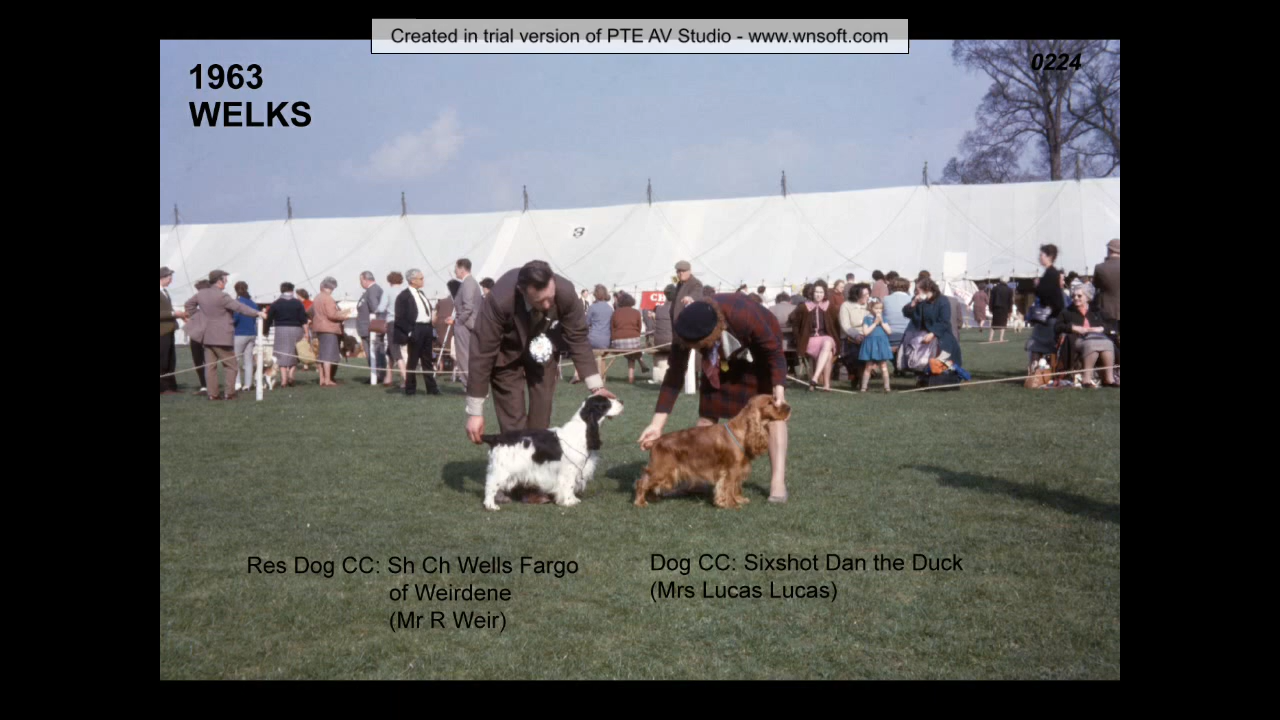 Created in trial version of PTE AV Studio - www.wnsoft.com
1963
WELKS
0224
8
Res Dog CC: Sh Ch Wells Fargo
of Weirdene
(Mr R Weir)
Dog CC: Sixshot Dan the Duck
(Mrs Lucas Lucas)